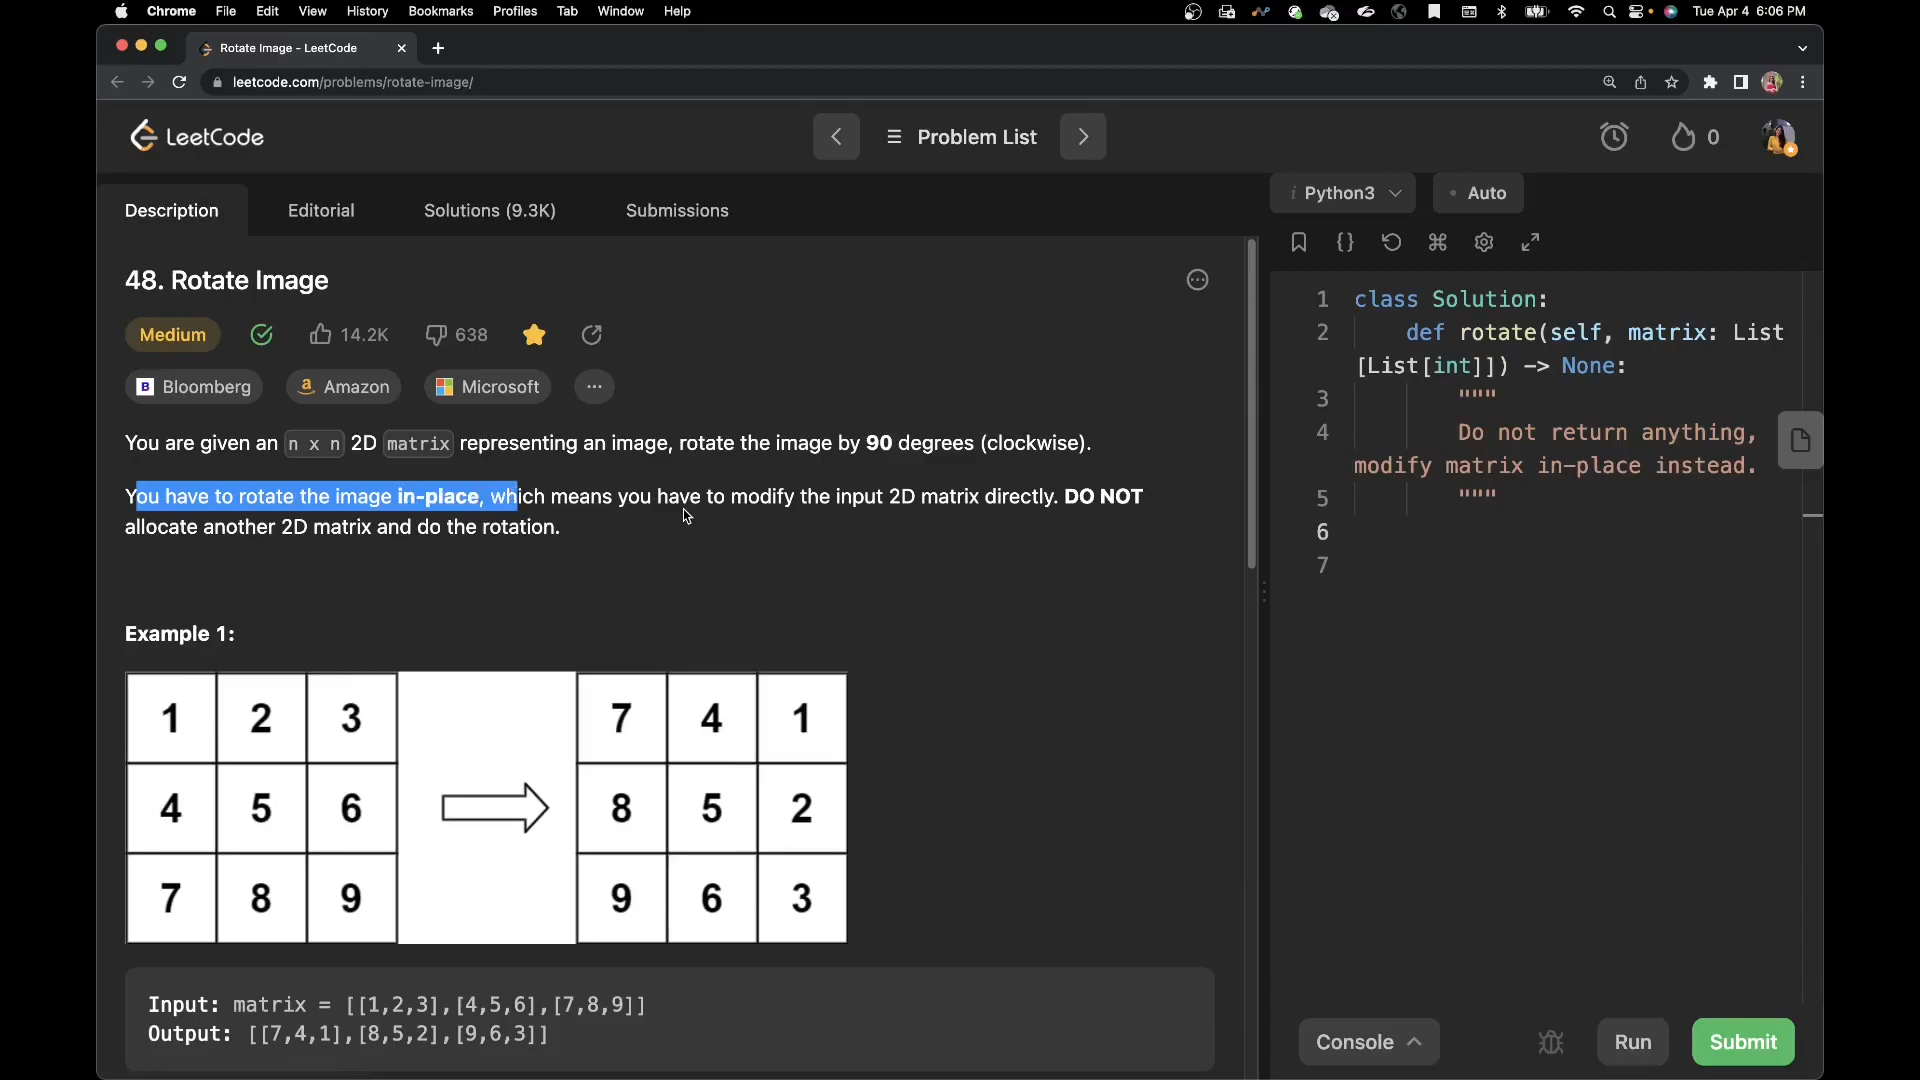 Chrome File Edit View History Bookmarks Profiles Tab Window Help Tue Apr 4 6:06 PM
Rotate Image - LeetCode
leetcode.com/problems/rotate-image/
LeetCode Problem List 0
Description Editorial Solutions (9.3K) Submissions
48. Rotate Image
Medium 14.2K 638
Bloomberg Amazon Microsoft ...
You are given an n x n 2D matrix representing an image, rotate the image by 90 degrees (clockwise).
You have to rotate the image in-place, which means you have to modify the input 2D matrix directly. DO NOT
allocate another 2D matrix and do the rotation.
Example 1:
1 2 3 7 4 1
4 5 6 8 5 2
7 8 9 9 6 3
Input: matrix = [[1,2,3],[4,5,6],[7,8,9]]
Output: [[7,4,1],[8,5,2],[9,6,3]]
i Python3 • Auto
{}
1 class Solution:
2 def rotate(self, matrix: List
[List[int]]) -> None:
3 """
4 Do not return anything,
modify matrix in-place instead.
5 """
6
7
Console Run Submit